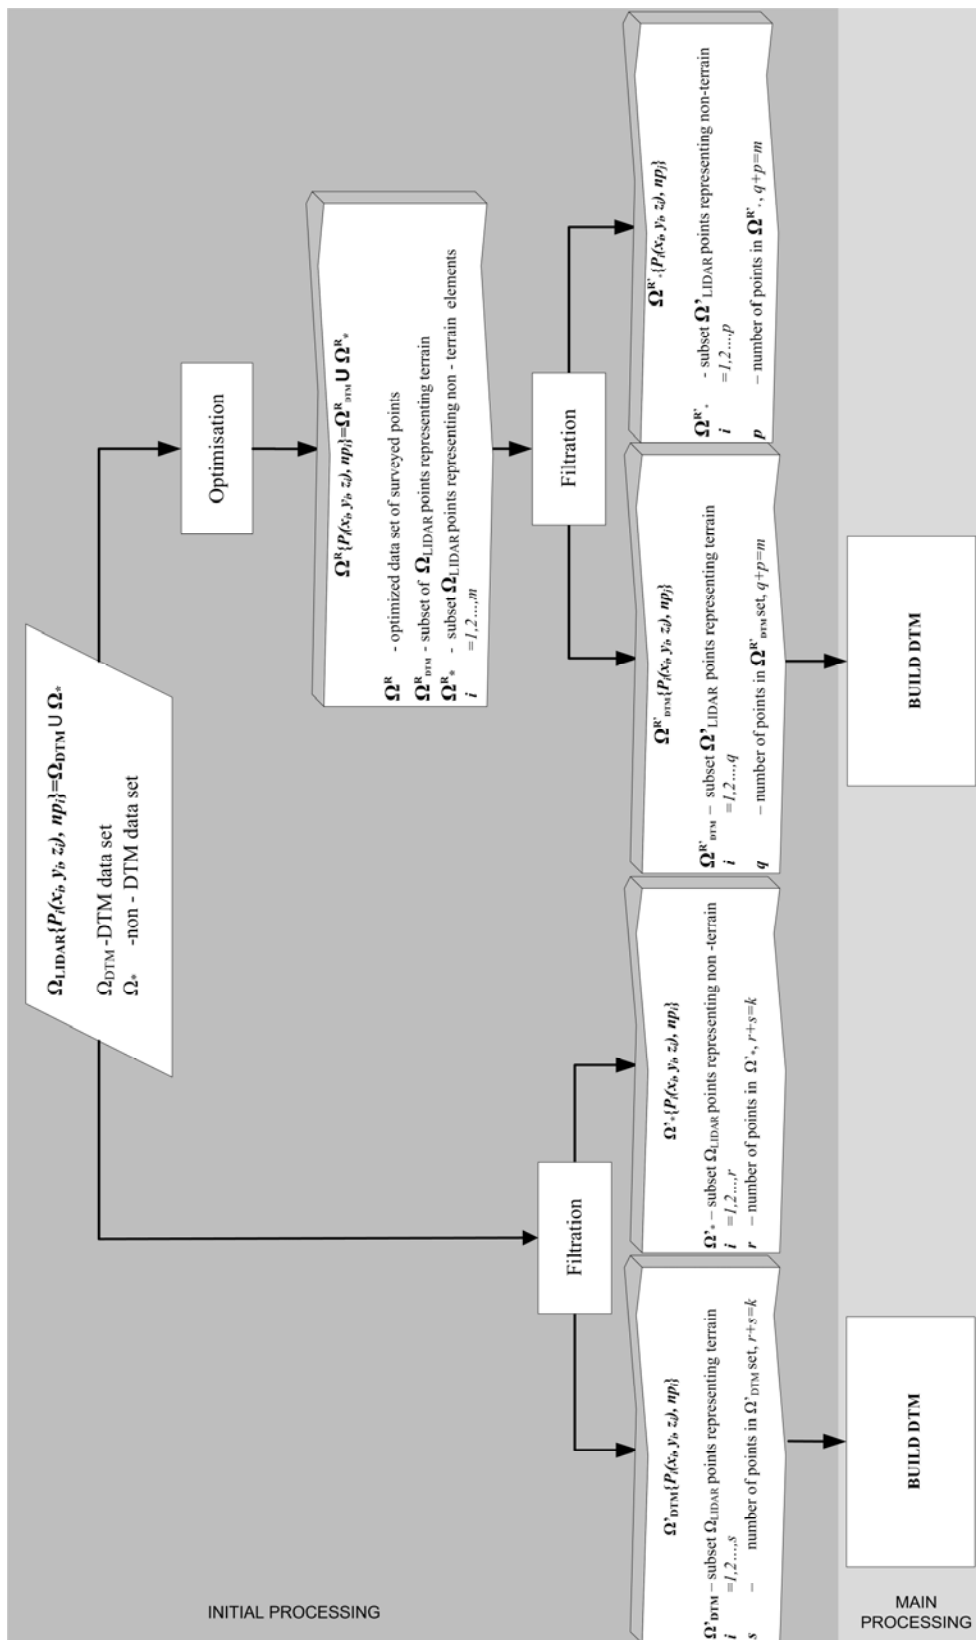 Ω_LIDAR{P_i(x_i, y_i, z_i), np_i}=Ω_DTM ∪ Ω_*
Ω_DTM -DTM data set
Ω_* -non - DTM data set
Optimisation
Ω^R{P_i(x_i, y_i, z_i), np_i}=Ω^R_DTM ∪ Ω^R_*
Ω^R - optimized data set of surveyed points
Ω^R_DTM - subset of Ω_LIDAR points representing terrain
Ω^R_* - subset Ω_LIDAR points representing non - terrain elements
i =1,2...,m
Filtration
Filtration
Ω'_DTM{P_i(x_i, y_i, z_i), np_i}
Ω'_DTM – subset Ω_LIDAR points representing terrain
i =1,2...,s
s – number of points in Ω'_DTM set, r+s=k
Ω'_*{P_i(x_i, y_i, z_i), np_i}
Ω'_* – subset Ω_LIDAR points representing non -terrain
i =1,2...,r
r – number of points in Ω'_*, r+s=k
Ω^R'_DTM{P_i(x_i, y_i, z_i), np_j}
Ω^R'_DTM – subset Ω'_LIDAR points representing terrain
i =1,2...,q
q – number of points in Ω^R'_DTM set, q+p=m
Ω^R'_*{P_i(x_i, y_i, z_i), np_j}
Ω^R'_* - subset Ω'_LIDAR points representing non-terrain
i =1,2...,p
p – number of points in Ω^R'_*, q+p=m
BUILD DTM
BUILD DTM
INITIAL PROCESSING
MAIN
PROCESSING